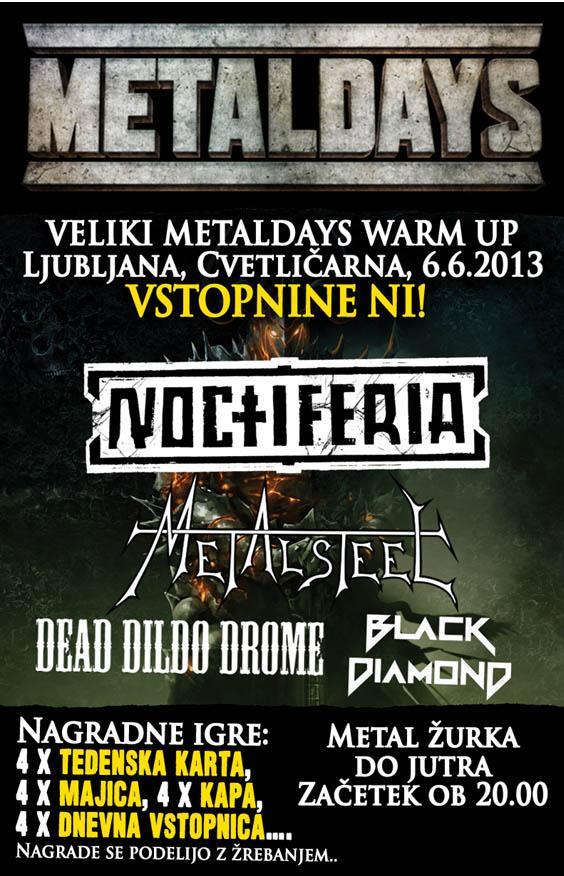 METALDAYS
VELIKI METALDAYS WARM UP
LJUBLJANA, CVETLIČARNA, 6.6.2013
VSTOPNINE NI!
NOCTIFERIA
METALSTEEL
DEAD DILDO DROME
BLACK
DIAMOND
NAGRADNE IGRE:
4 X TEDENSKA KARTA,
4 X MAJICA, 4 X KAPA,
4 X DNEVNA VSTOPNICA....
NAGRADE SE PODELIJO Z ŽREBANJEM..
METAL ŽURKA
DO JUTRA
ZAČETEK OB 20.00